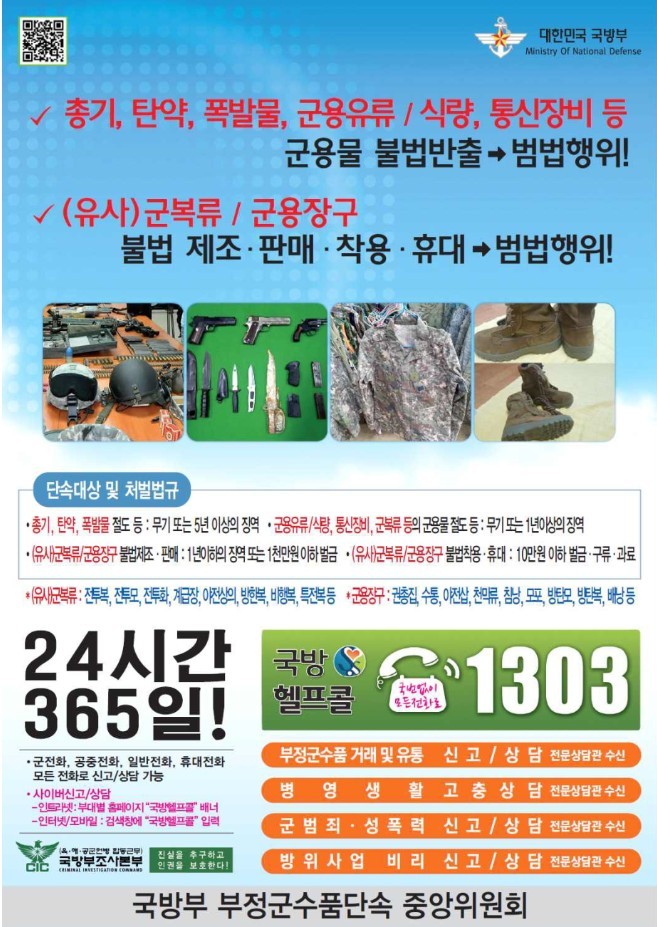 대한민국 국방부
Ministry Of National Defense
✓ 총기, 탄약, 폭발물, 군용유류 / 식량, 통신장비 등
군용물 불법반출➔범법행위!
✓ (유사)군복류 / 군용장구
불법 제조·판매·착용·휴대➔범법행위!
단속대상 및 처벌법규
•총기, 탄약, 폭발물 절도 등 : 무기 또는 5년 이상의 징역 •군용유류/식량, 통신장비, 군복류 등의 군용물 절도 등 : 무기 또는 1년이상의 징역
•(유사)군복류/군용장구 불법제조·판매 : 1년이하의 징역 또는 1천만원 이하 벌금 •(유사)군복류/군용장구 불법착용·휴대 : 10만원 이하 벌금·구류·과료
*(유사)군복류 : 전투복, 전투모, 전투화, 계급장, 야전상의, 방한복, 비행복, 특전복 등 *군용장구 : 권총집, 수통, 야전삽, 천막류, 침낭, 모포, 방탄모, 방탄복, 배낭 등
24시간
365일!
국방
헬프콜
국번없이
모든전화로
1303
•군전화, 공중전화, 일반전화, 휴대전화
모든 전화로 신고/상담 가능
•사이버신고/상담
–인트라넷: 부대별 홈페이지 “국방헬프콜” 배너
–인터넷/모바일 : 검색창에 “국방헬프콜” 입력
부정군수품 거래 및 유통 신고/상담 전문상담관 수신
병영생활고충상담 전문상담관 수신
군범죄·성폭력 신고/상담 전문상담관 수신
방위사업 비리 신고/상담 전문상담관 수신
CIC
(육·해·공군헌병 합동근무)
국방부조사본부
CRIMINAL INVESTIGATION COMMAND
진실을 추구하고
인권을 보호한다!
국방부 부정군수품단속 중앙위원회